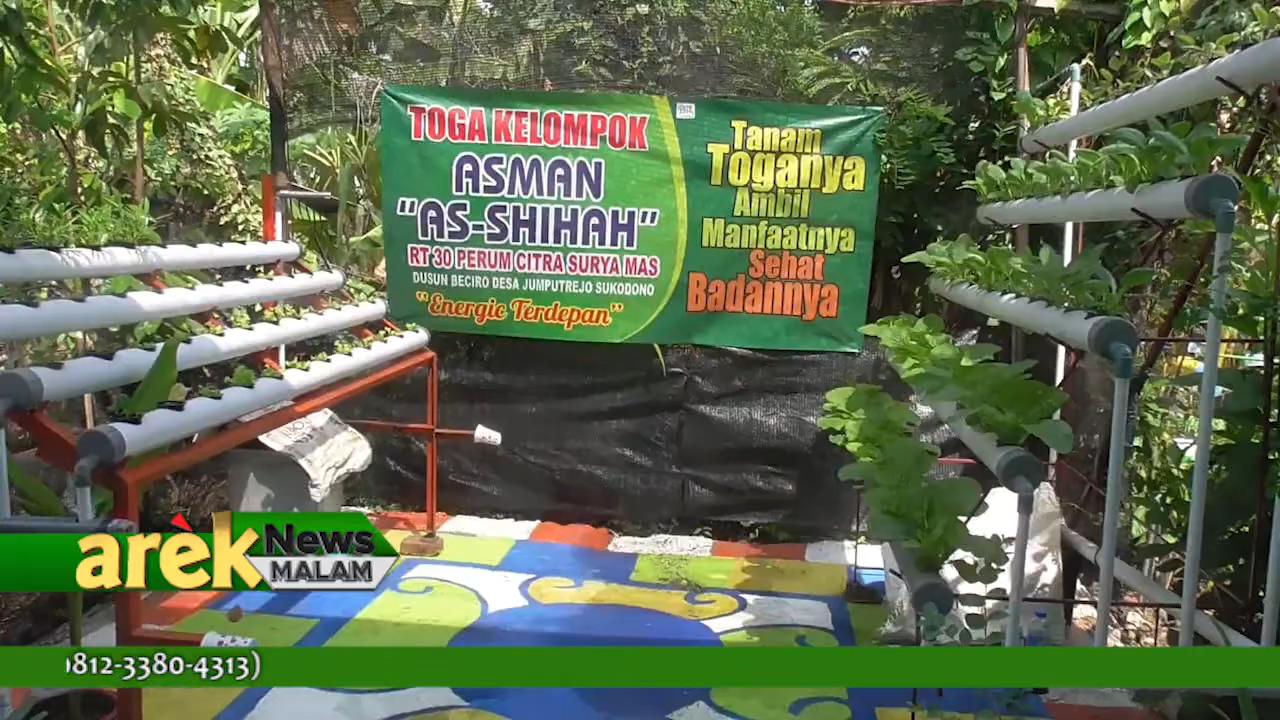 TOGA KELOMPOK
ASMAN
"AS-SHIHAH"
RT 30 PERUM CITRA SURYA MAS
DUSUN BECIRO DESA JUMPUTREJO SUKODONO
"Energic Terdepan"
Tanam
Toganya
Ambil
Manfaatnya
Sehat
Badannya
arèk News
MALAM
0812-3380-4313)